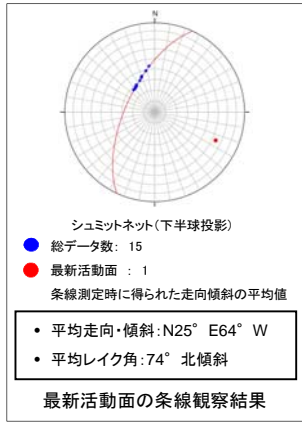 N
シュミットネット(下半球投影)
総データ数: 15
最新活動面 : 1
条線測定時に得られた走向傾斜の平均値
• 平均走向・傾斜:N25° E64° W
• 平均レイク角:74° 北傾斜
最新活動面の条線観察結果